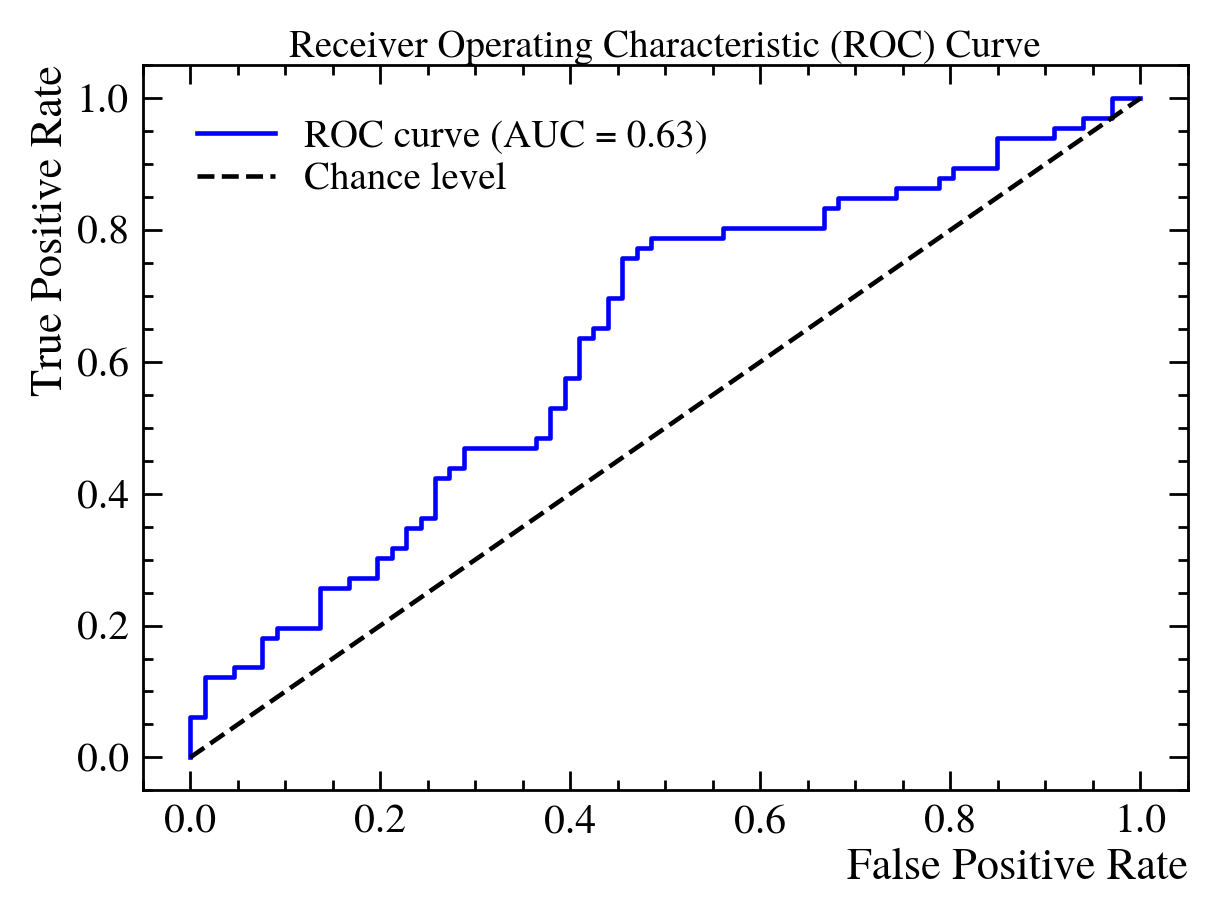 Receiver Operating Characteristic (ROC) Curve
True Positive Rate
1.0
0.8
0.6
0.4
0.2
0.0
ROC curve (AUC = 0.63)
Chance level
0.0 0.2 0.4 0.6 0.8 1.0
False Positive Rate